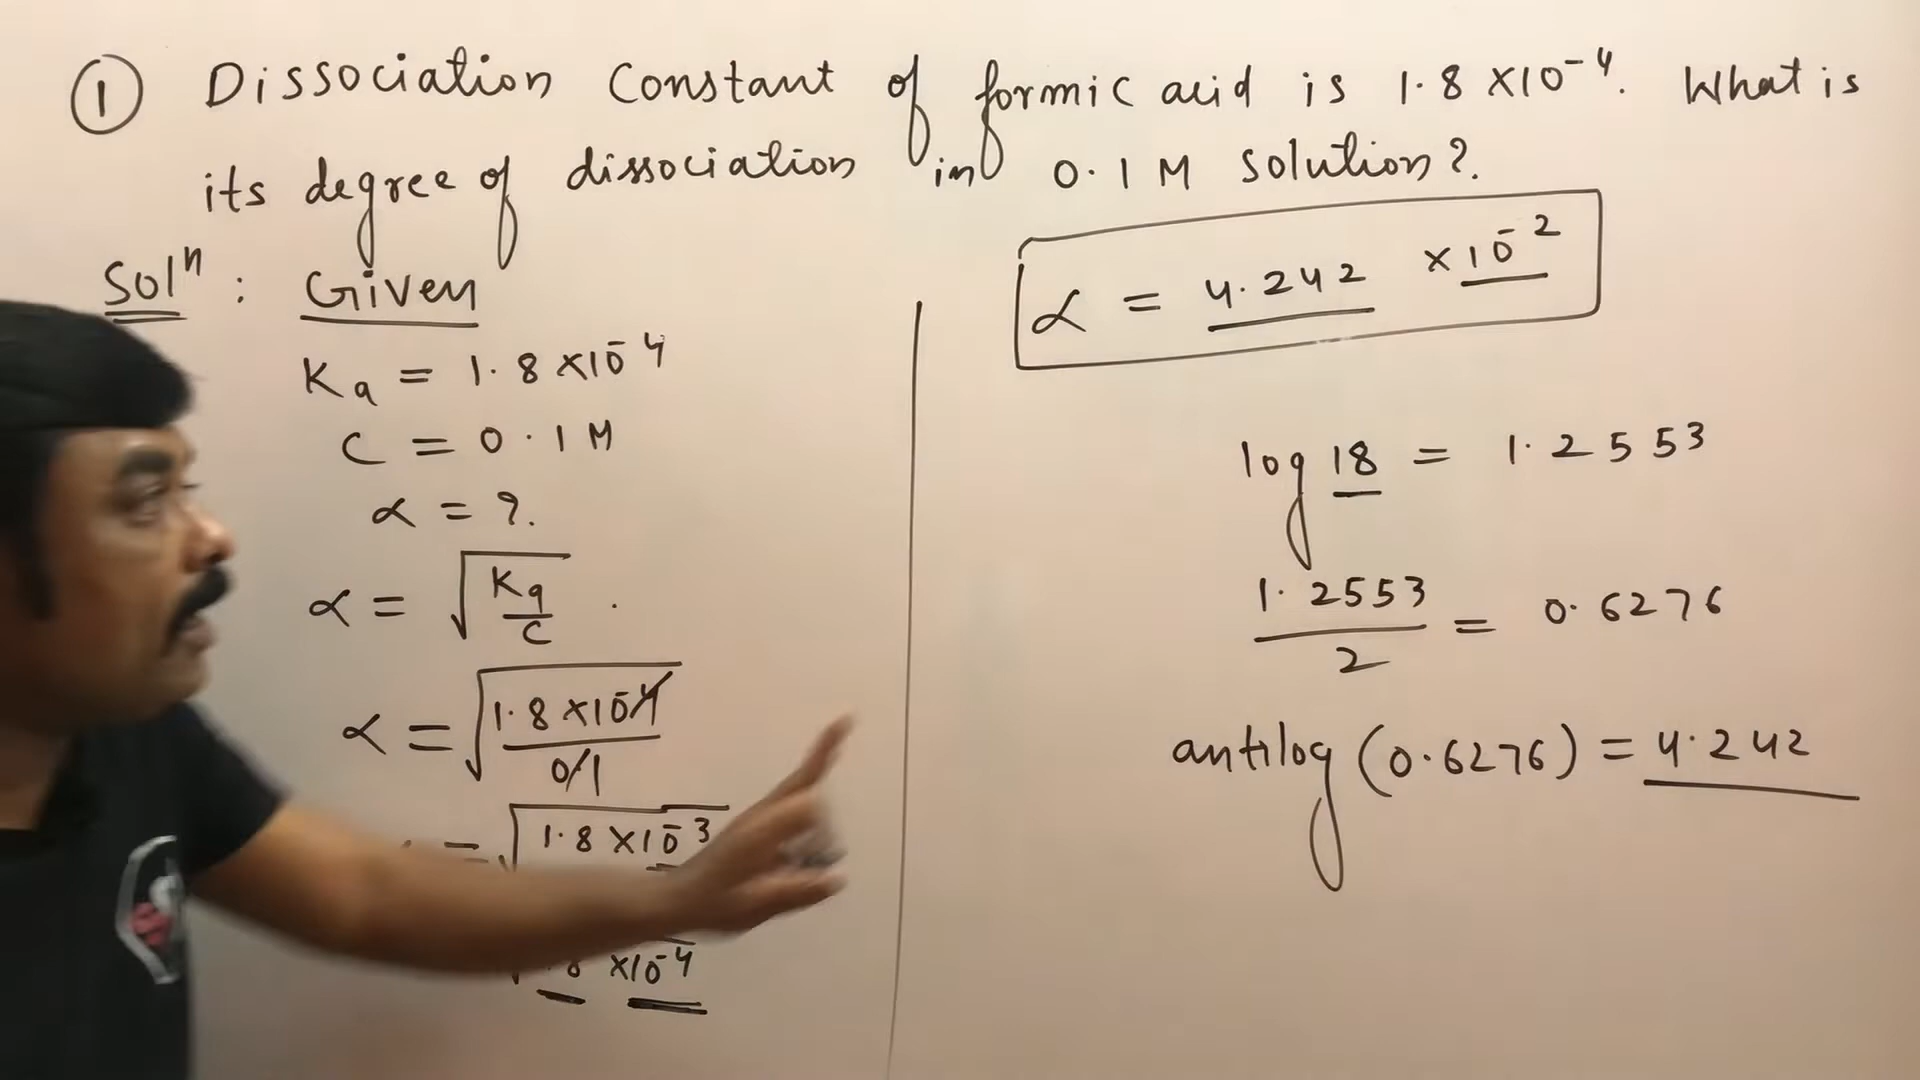 ① Dissociation Constant of formic acid is 1.8 ×10⁻⁴. What is
its degree of dissociation in 0.1 M solution?.
Solⁿ : Given
Ka = 1.8 ×10⁻⁴
C = 0.1 M
α = ?.
α = √(Ka/C)
α = √(1.8 ×10⁻⁴/0.1)
= √(1.8 ×10⁻³
×10⁻⁴
α = 4.242 ×10⁻²
log 18 = 1.2553
1.2553/2 = 0.6276
antilog (0.6276) = 4.242